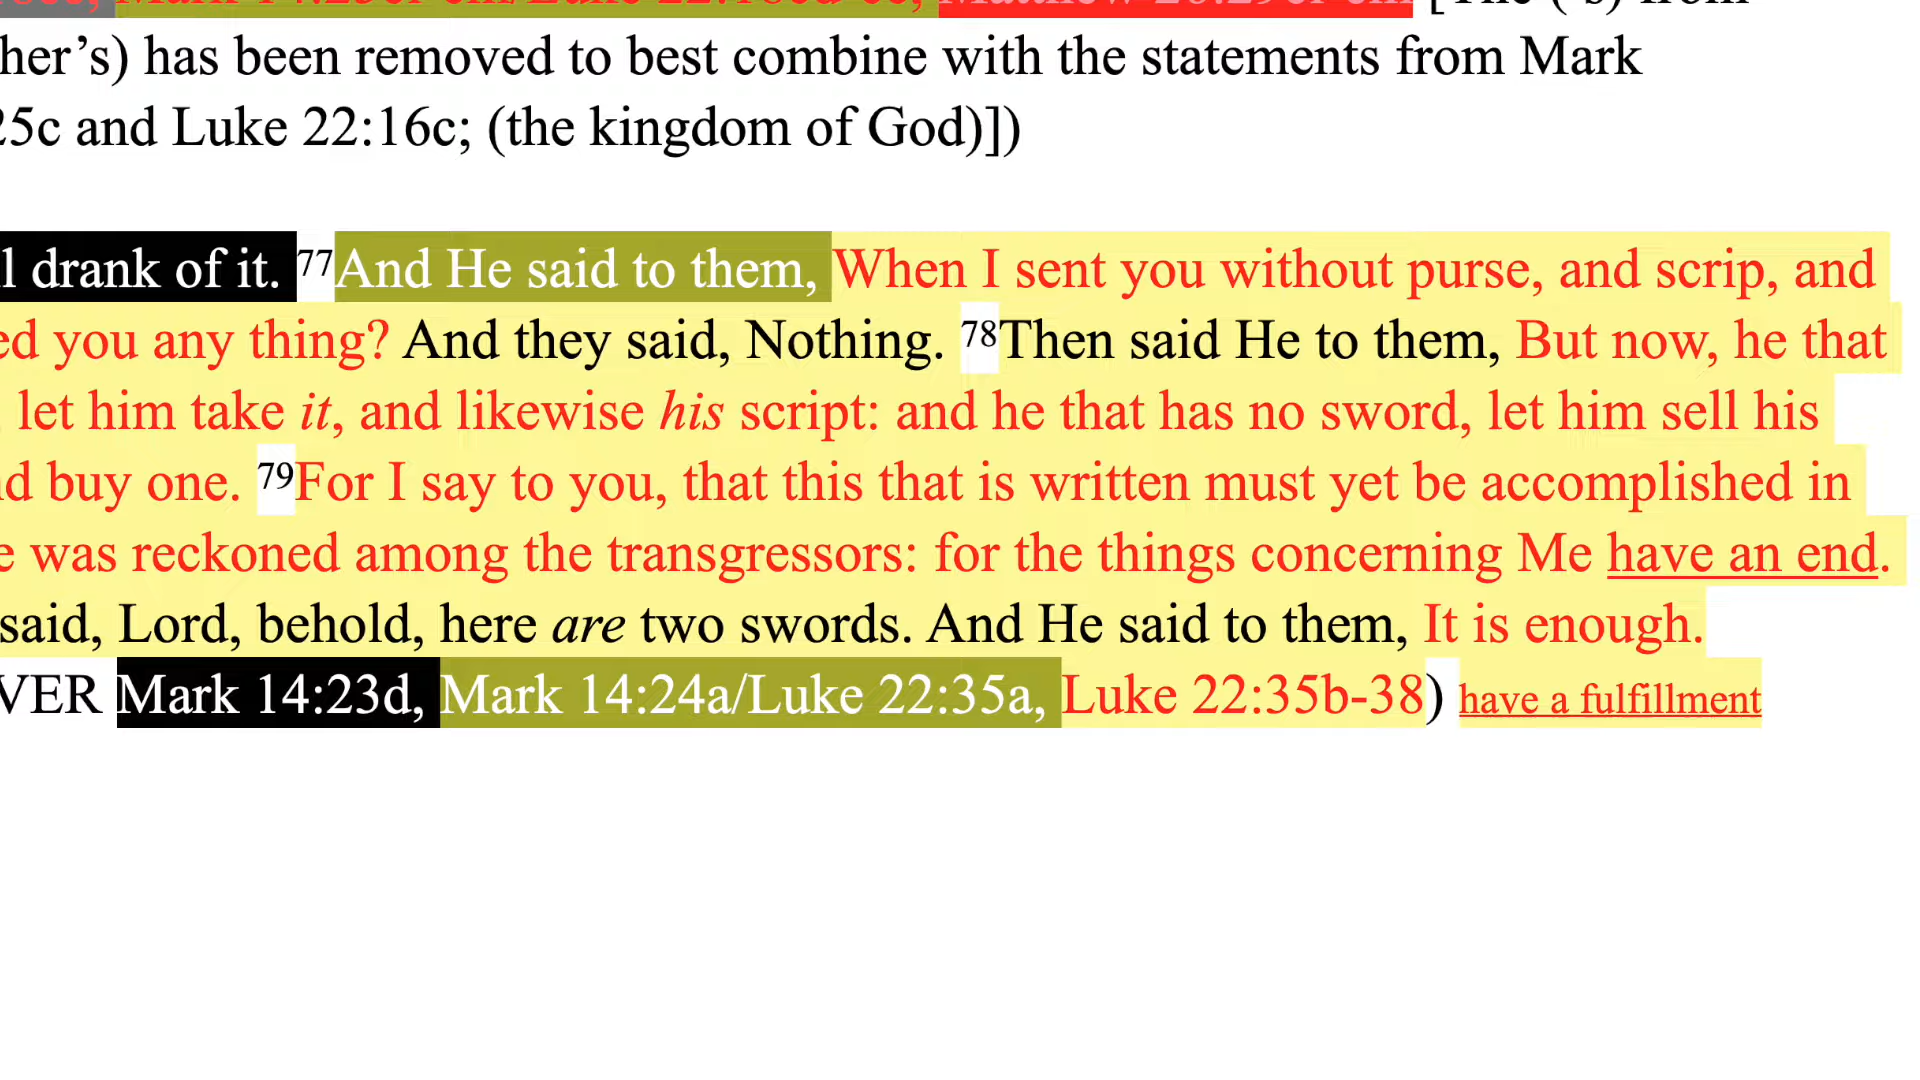 her’s) has been removed to best combine with the statements from Mark
25c and Luke 22:16c; (the kingdom of God)])
l drank of it. 77And He said to them, When I sent you without purse, and scrip, and
ed you any thing? And they said, Nothing. 78Then said He to them, But now, he that
let him take it, and likewise his script: and he that has no sword, let him sell his
d buy one. 79For I say to you, that this that is written must yet be accomplished in
e was reckoned among the transgressors: for the things concerning Me have an end.
said, Lord, behold, here are two swords. And He said to them, It is enough.
VER Mark 14:23d, Mark 14:24a/Luke 22:35a, Luke 22:35b-38) have a fulfillment